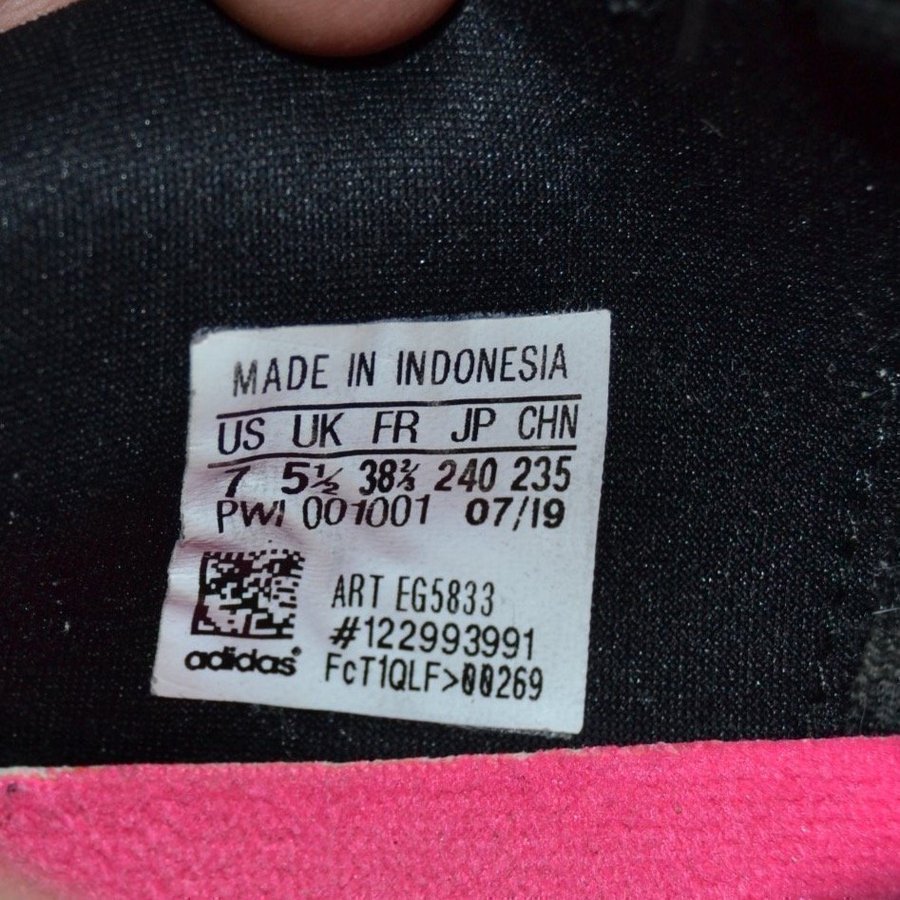 MADE IN INDONESIA
US UK FR JP CHN
7 5½ 38⅔ 240 235
PWI 001001 07/19
ART EG5833
#122993991
adidas
FcT1QLF>00269